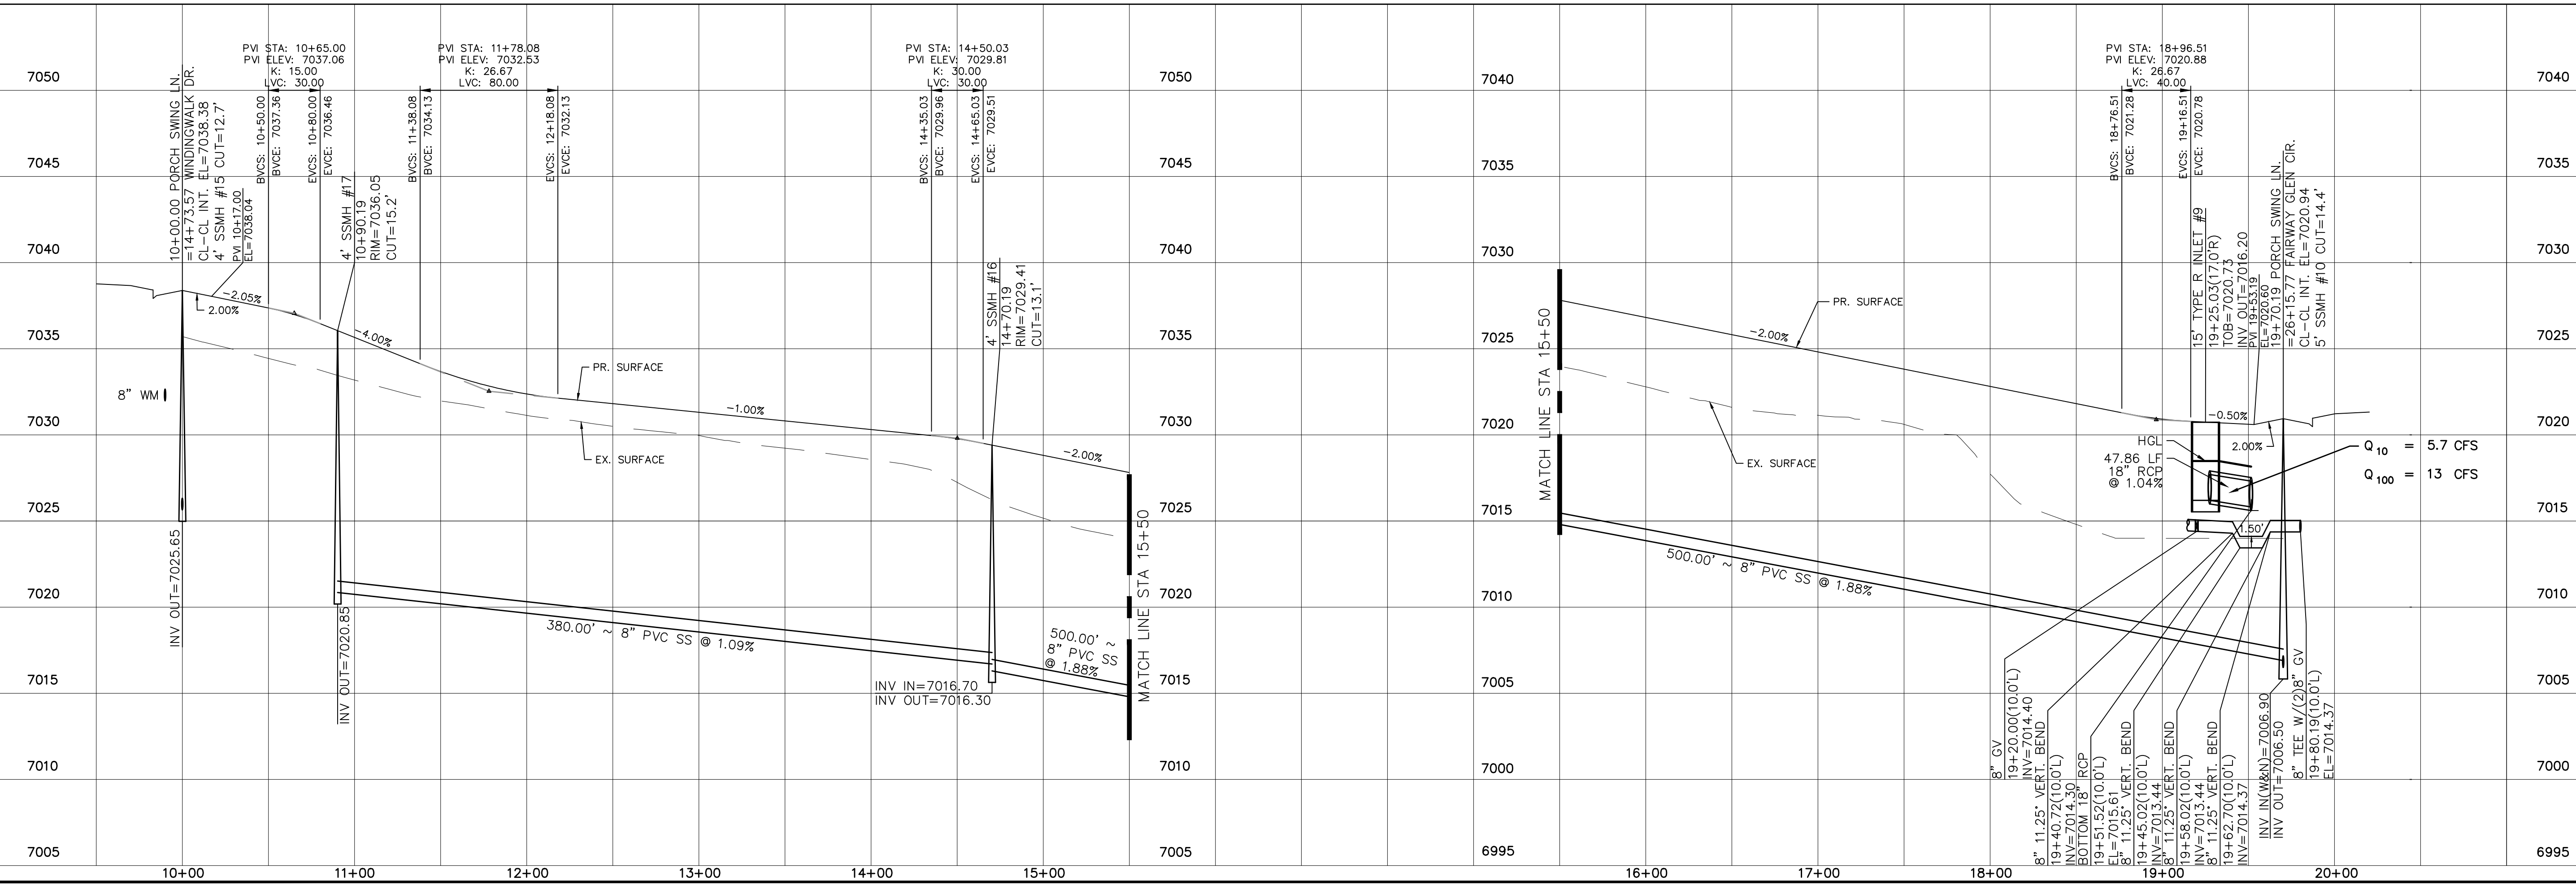 PVI STA: 10+65.00
PVI ELEV: 7037.06
K: 15.00
LVC: 30.00
PVI STA: 11+78.08
PVI ELEV: 7032.53
K: 26.67
LVC: 80.00
PVI STA: 14+50.03
PVI ELEV: 7029.81
K: 30.00
LVC: 30.00
PVI STA: 18+96.51
PVI ELEV: 7020.88
K: 26.67
LVC: 40.00
7050
7045
7040
7035
7030
7025
7020
7015
7010
7005
10+00.00 PORCH SWING LN.
=14+73.57 WINDINGWALK DR.
CL-CL INT. EL=7038.38
4' SSMH #15 CUT=12.7'
PVI 10+17.00
EL=7038.04
BVCS: 10+50.00
BVCE: 7037.36
EVCS: 10+80.00
EVCE: 7036.46
4' SSMH #17
10+90.19
RIM=7036.05
CUT=15.2'
BVCS: 11+38.08
BVCE: 7034.13
EVCS: 12+18.08
EVCE: 7032.13
BVCS: 14+35.03
BVCE: 7029.96
EVCS: 14+65.03
EVCE: 7029.51
4' SSMH #16
14+70.19
RIM=7029.41
CUT=13.1'
-2.05%
2.00%
-4.00%
PR. SURFACE
-1.00%
-2.00%
EX. SURFACE
8" WM
INV OUT=7025.65
INV OUT=7020.85
380.00' ~ 8" PVC SS @ 1.09%
500.00' ~
8" PVC SS
@ 1.88%
INV IN=7016.70
INV OUT=7016.30
MATCH LINE STA 15+50
7050
7045
7040
7035
7030
7025
7020
7015
7010
7005
10+00
11+00
12+00
13+00
14+00
15+00
7040
7035
7030
7025
7020
7015
7010
7005
7000
6995
MATCH LINE STA 15+50
PR. SURFACE
-2.00%
EX. SURFACE
500.00' ~ 8" PVC SS @ 1.88%
BVCS: 18+76.51
BVCE: 7021.28
EVCS: 19+16.51
EVCE: 7020.78
15' TYPE R INLET #9
19+25.03(17.0'R)
TOB=7020.73
INV OUT=7016.20
PVI 19+53.19
EL=7020.60
19+70.19 PORCH SWING LN.
=26+15.77 FAIRWAY GLEN CIR.
CL-CL INT. EL=7020.94
5' SSMH #10 CUT=14.4'
-0.50%
2.00%
HGL
47.86 LF
18" RCP
@ 1.04%
Q10 = 5.7 CFS
Q100 = 13 CFS
1.50'
8" GV
19+20.00(10.0'L)
INV=7014.40
8" 11.25° VERT. BEND
19+40.72(10.0'L)
INV=7014.30
BOTTOM 18" RCP
19+51.52(10.0'L)
EL=7015.61
8" 11.25° VERT. BEND
19+45.02(10.0'L)
INV=7013.44
8" 11.25° VERT. BEND
19+58.02(10.0'L)
INV=7013.44
8" 11.25° VERT. BEND
19+62.70(10.0'L)
INV=7014.37
INV IN(W&N)=7006.90
INV OUT=7006.50
8" TEE W/(2)8" GV
19+80.19(10.0'L)
EL=7014.37
7040
7035
7030
7025
7020
7015
7010
7005
7000
6995
16+00
17+00
18+00
19+00
20+00